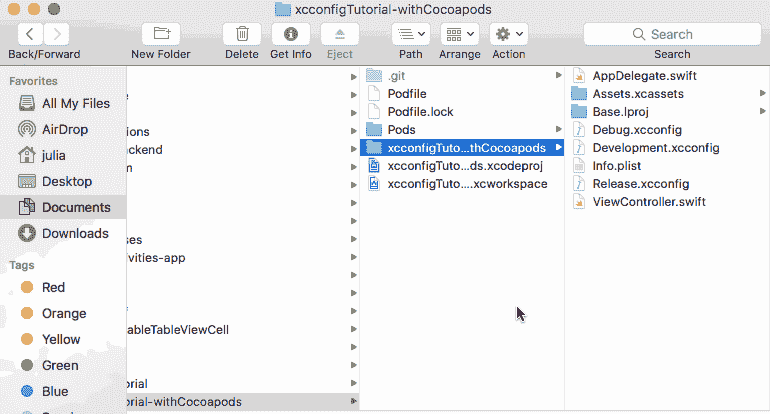 xcconfigTutorial-withCocoapods
Back/Forward
New Folder
Delete
Get Info
Eject
Path
Arrange
Action
Search
Search
Favorites
All My Files
AirDrop
julia
Desktop
Documents
Downloads
Tags
Red
Orange
Yellow
Green
Blue
e
tions
ckend
m
ses
tivities-app
f
ableTableViewCell
rial
orial-withCocoapods
.git
Podfile
Podfile.lock
Pods
xcconfigTuto...thCocoapods
xcconfigTuto...ds.xcodeproj
xcconfigTuto....xcworkspace
AppDelegate.swift
Assets.xcassets
Base.lproj
Debug.xcconfig
Development.xcconfig
Info.plist
Release.xcconfig
ViewController.swift